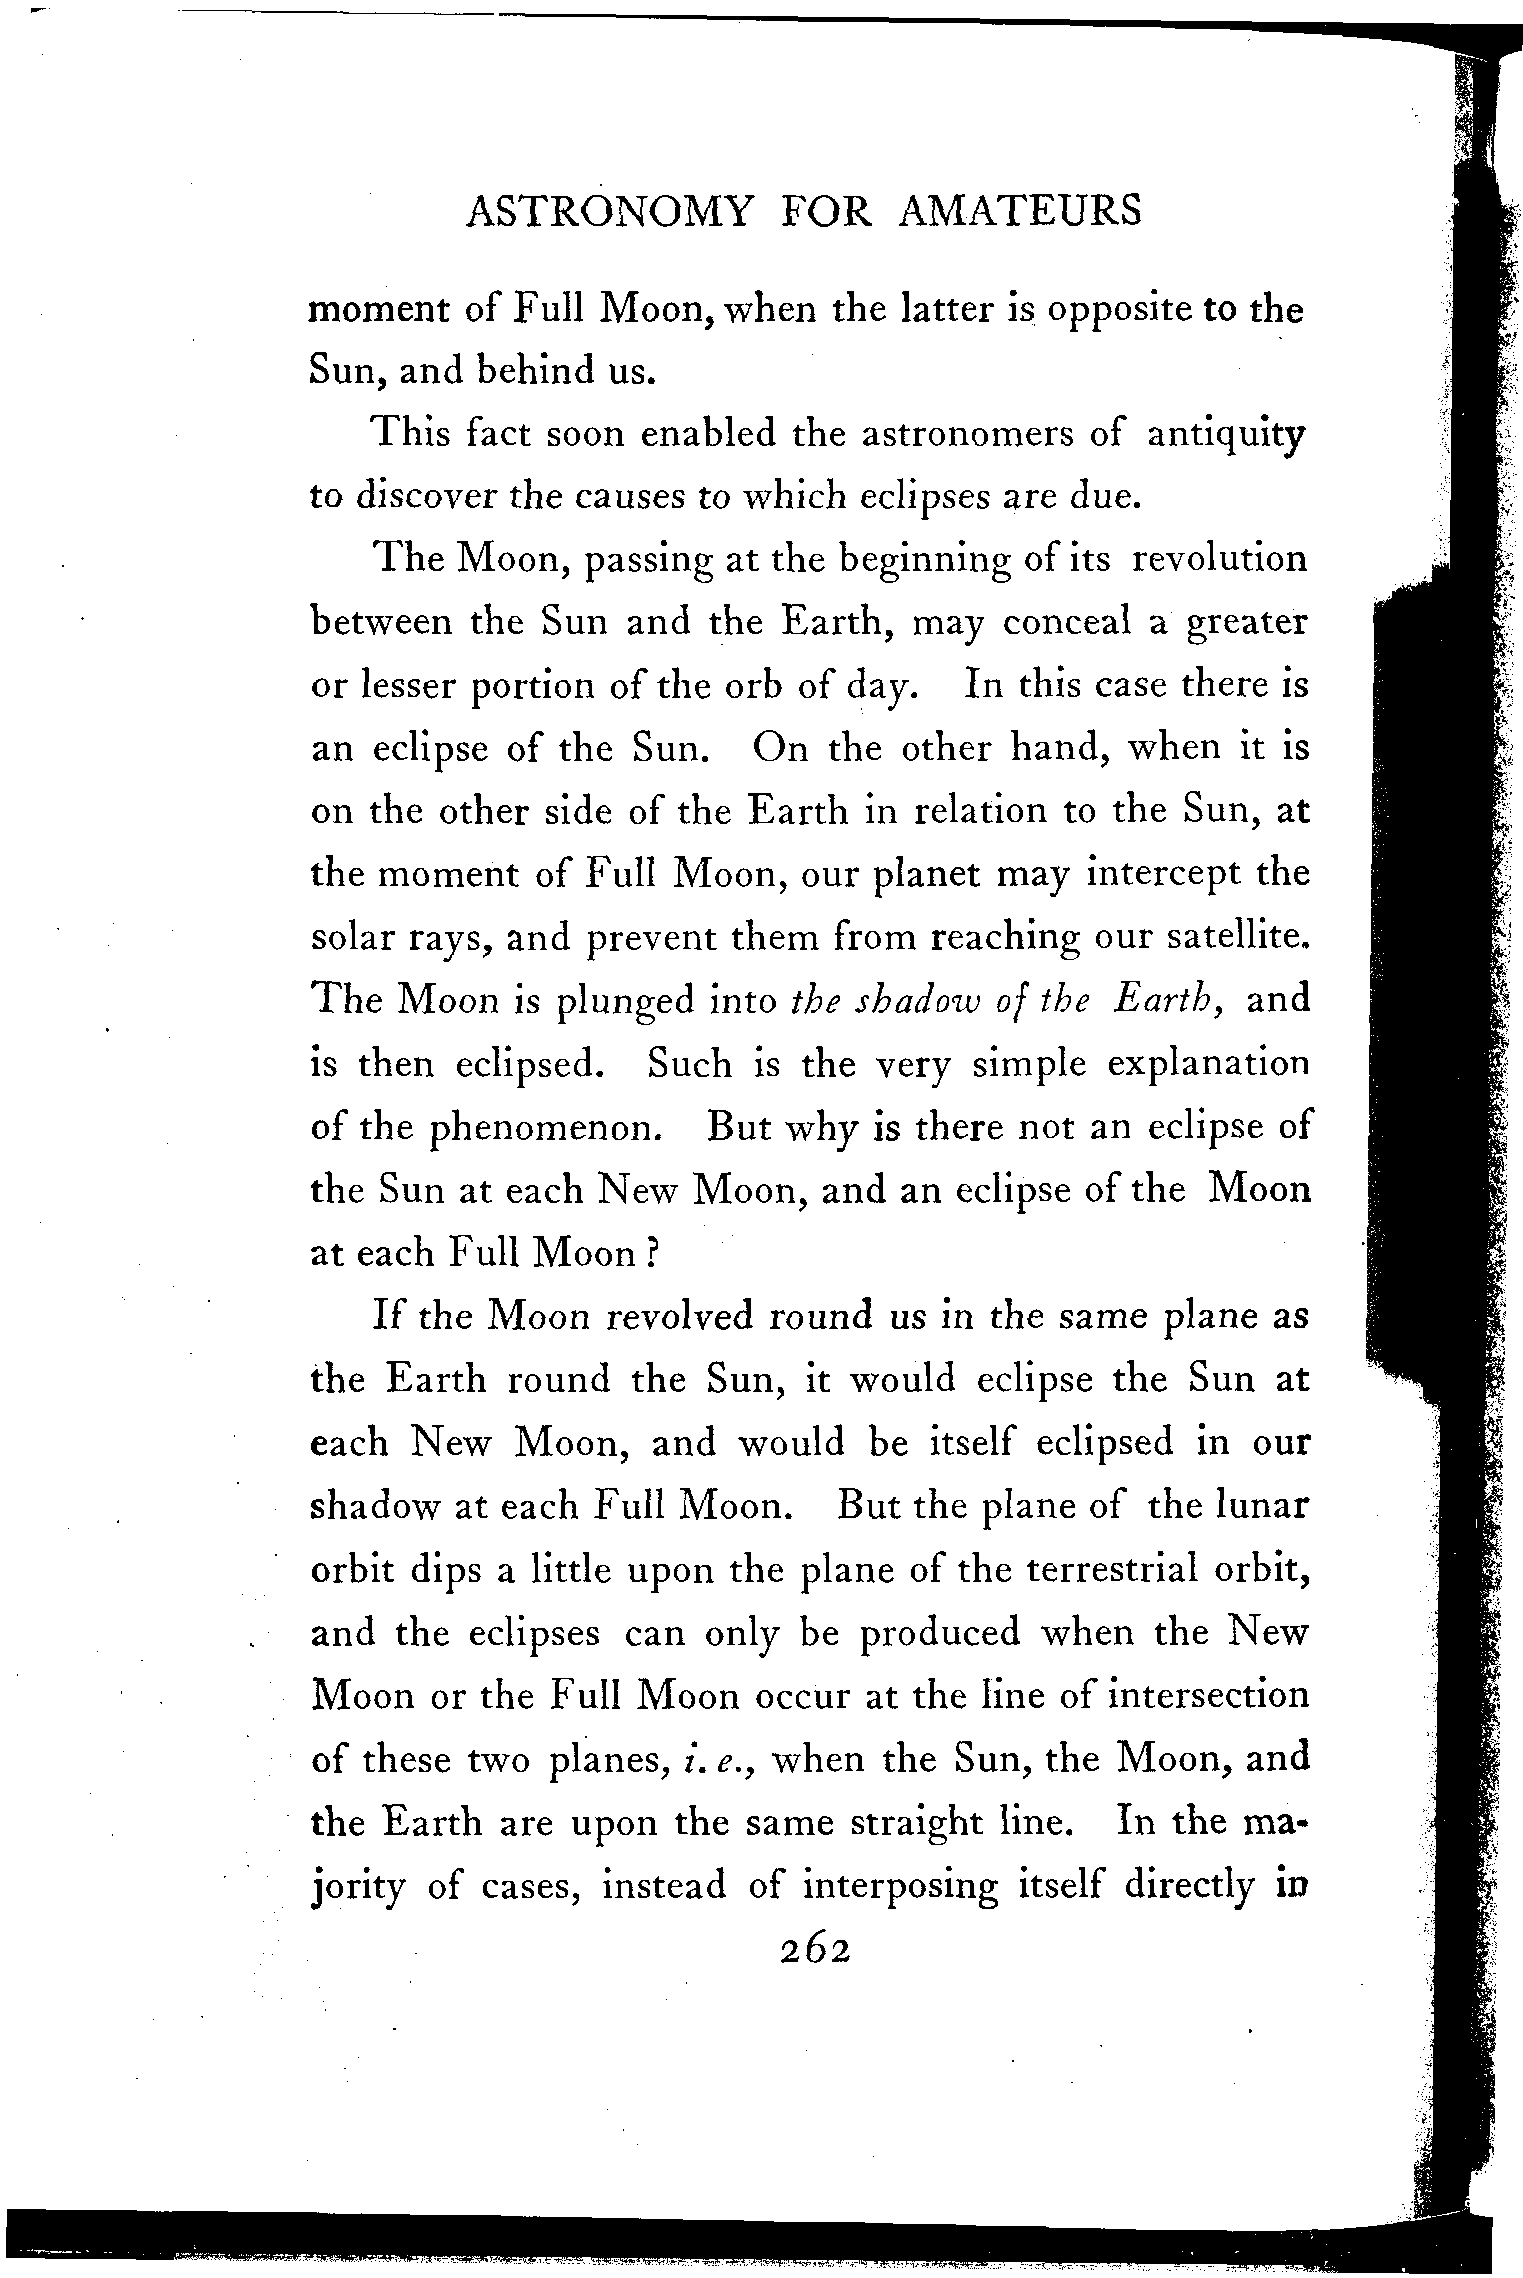 ASTRONOMY FOR AMATEURS
moment of Full Moon, when the latter is opposite to the
Sun, and behind us.
This fact soon enabled the astronomers of antiquity
to discover the causes to which eclipses are due.
The Moon, passing at the beginning of its revolution
between the Sun and the Earth, may conceal a greater
or lesser portion of the orb of day. In this case there is
an eclipse of the Sun. On the other hand, when it is
on the other side of the Earth in relation to the Sun, at
the moment of Full Moon, our planet may intercept the
solar rays, and prevent them from reaching our satellite.
The Moon is plunged into the shadow of the Earth, and
is then eclipsed. Such is the very simple explanation
of the phenomenon. But why is there not an eclipse of
the Sun at each New Moon, and an eclipse of the Moon
at each Full Moon ?
If the Moon revolved round us in the same plane as
the Earth round the Sun, it would eclipse the Sun at
each New Moon, and would be itself eclipsed in our
shadow at each Full Moon. But the plane of the lunar
orbit dips a little upon the plane of the terrestrial orbit,
and the eclipses can only be produced when the New
Moon or the Full Moon occur at the line of intersection
of these two planes, i. e., when the Sun, the Moon, and
the Earth are upon the same straight line. In the ma-
jority of cases, instead of interposing itself directly in
262